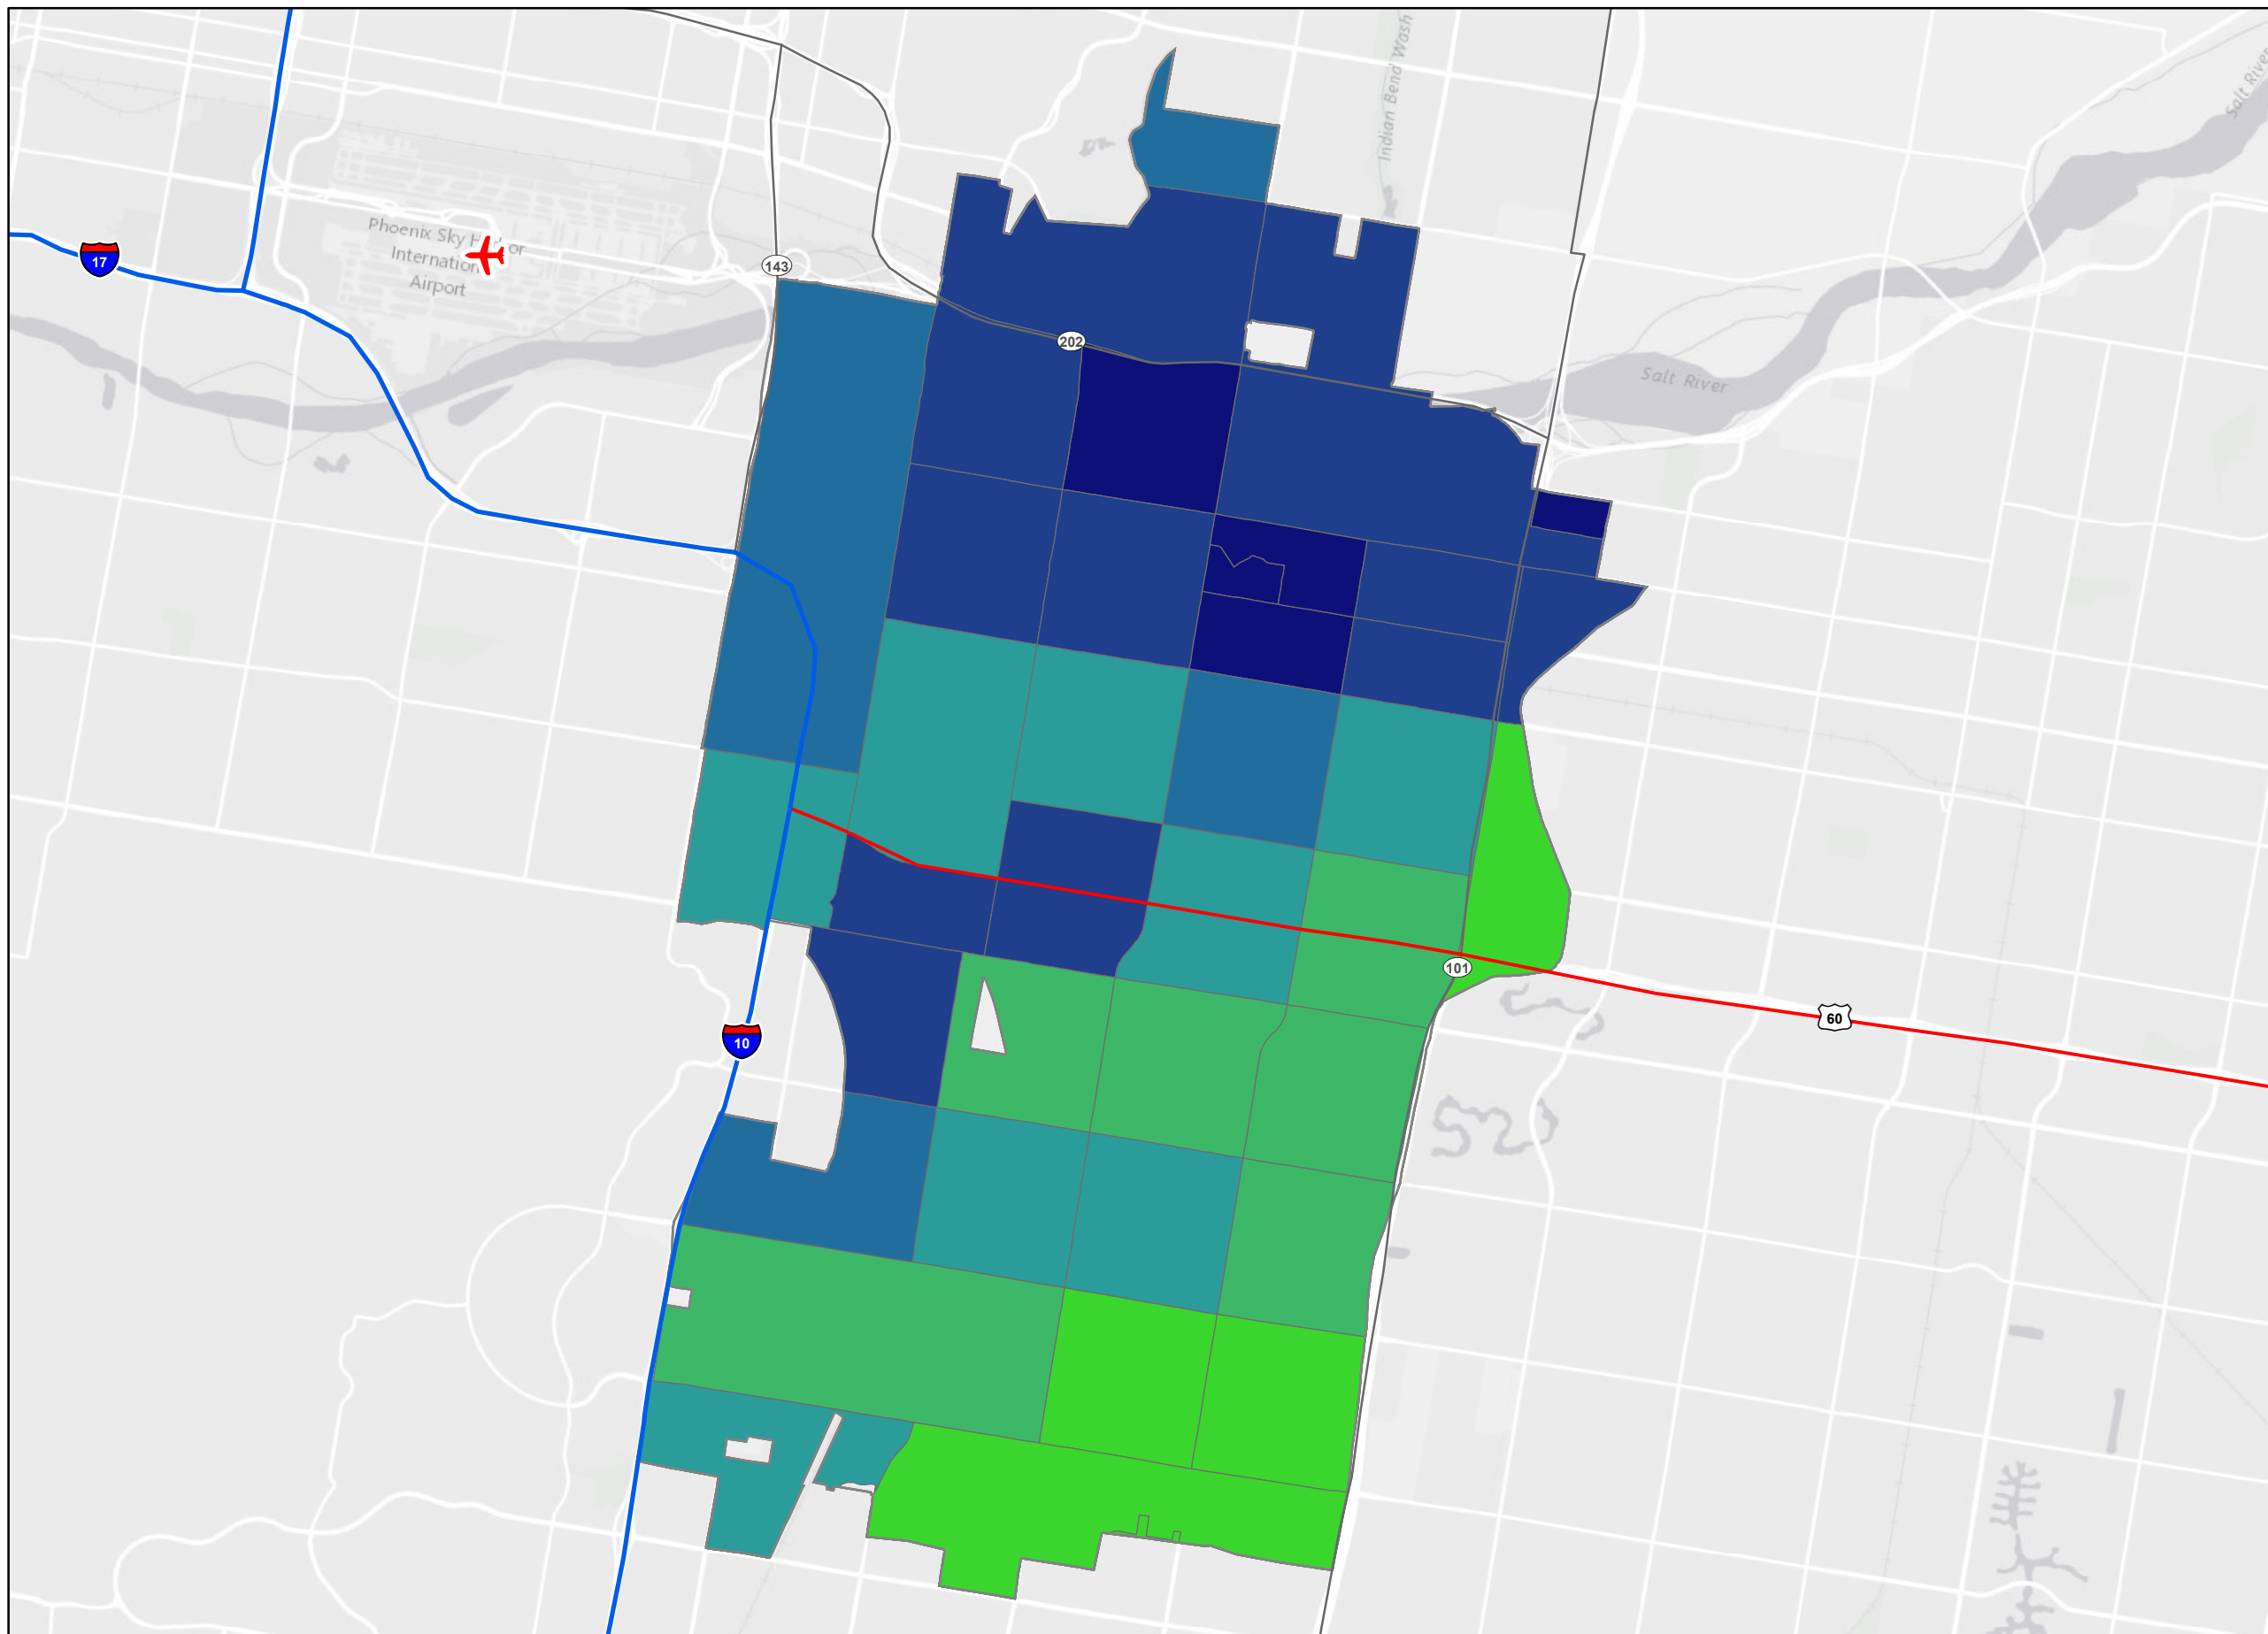 Indian Bend Wash
Salt River
Phoenix Sky Harbor
International
Airport
17
143
202
Salt River
101
60
10